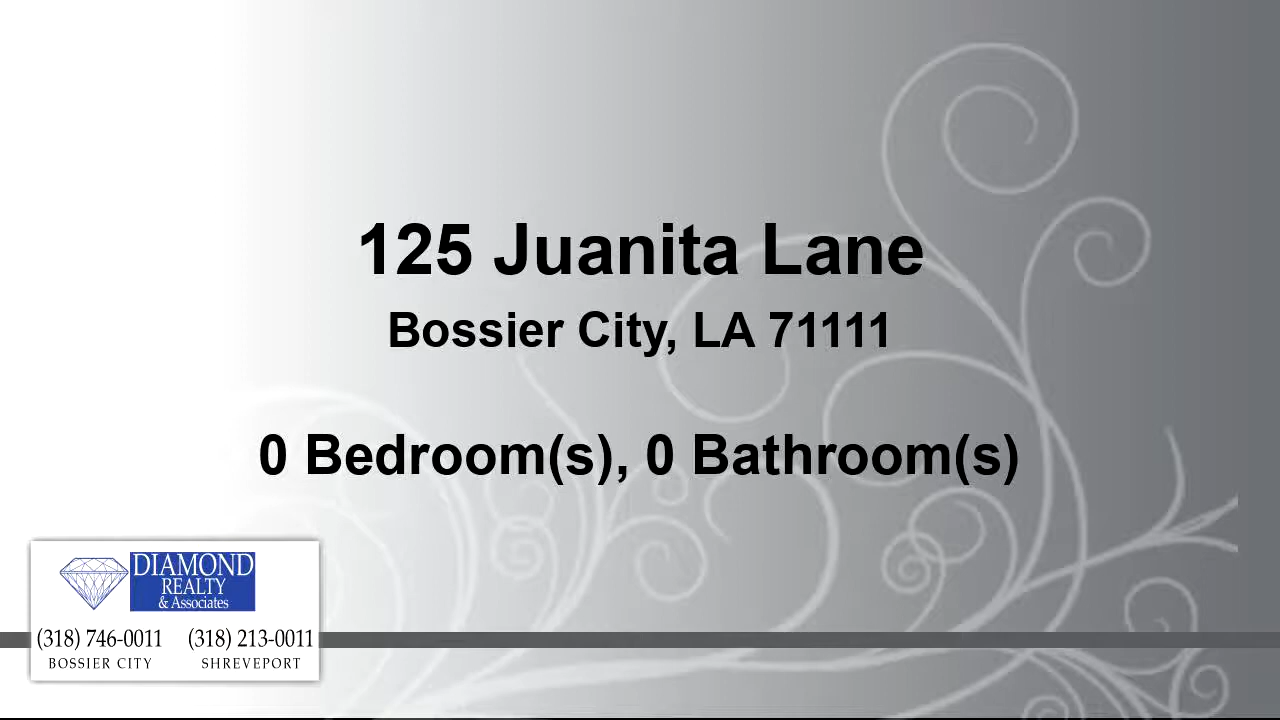 125 Juanita Lane
Bossier City, LA 71111
0 Bedroom(s), 0 Bathroom(s)
DIAMOND
REALTY
& Associates
(318) 746-0011 (318) 213-0011
BOSSIER CITY SHREVEPORT